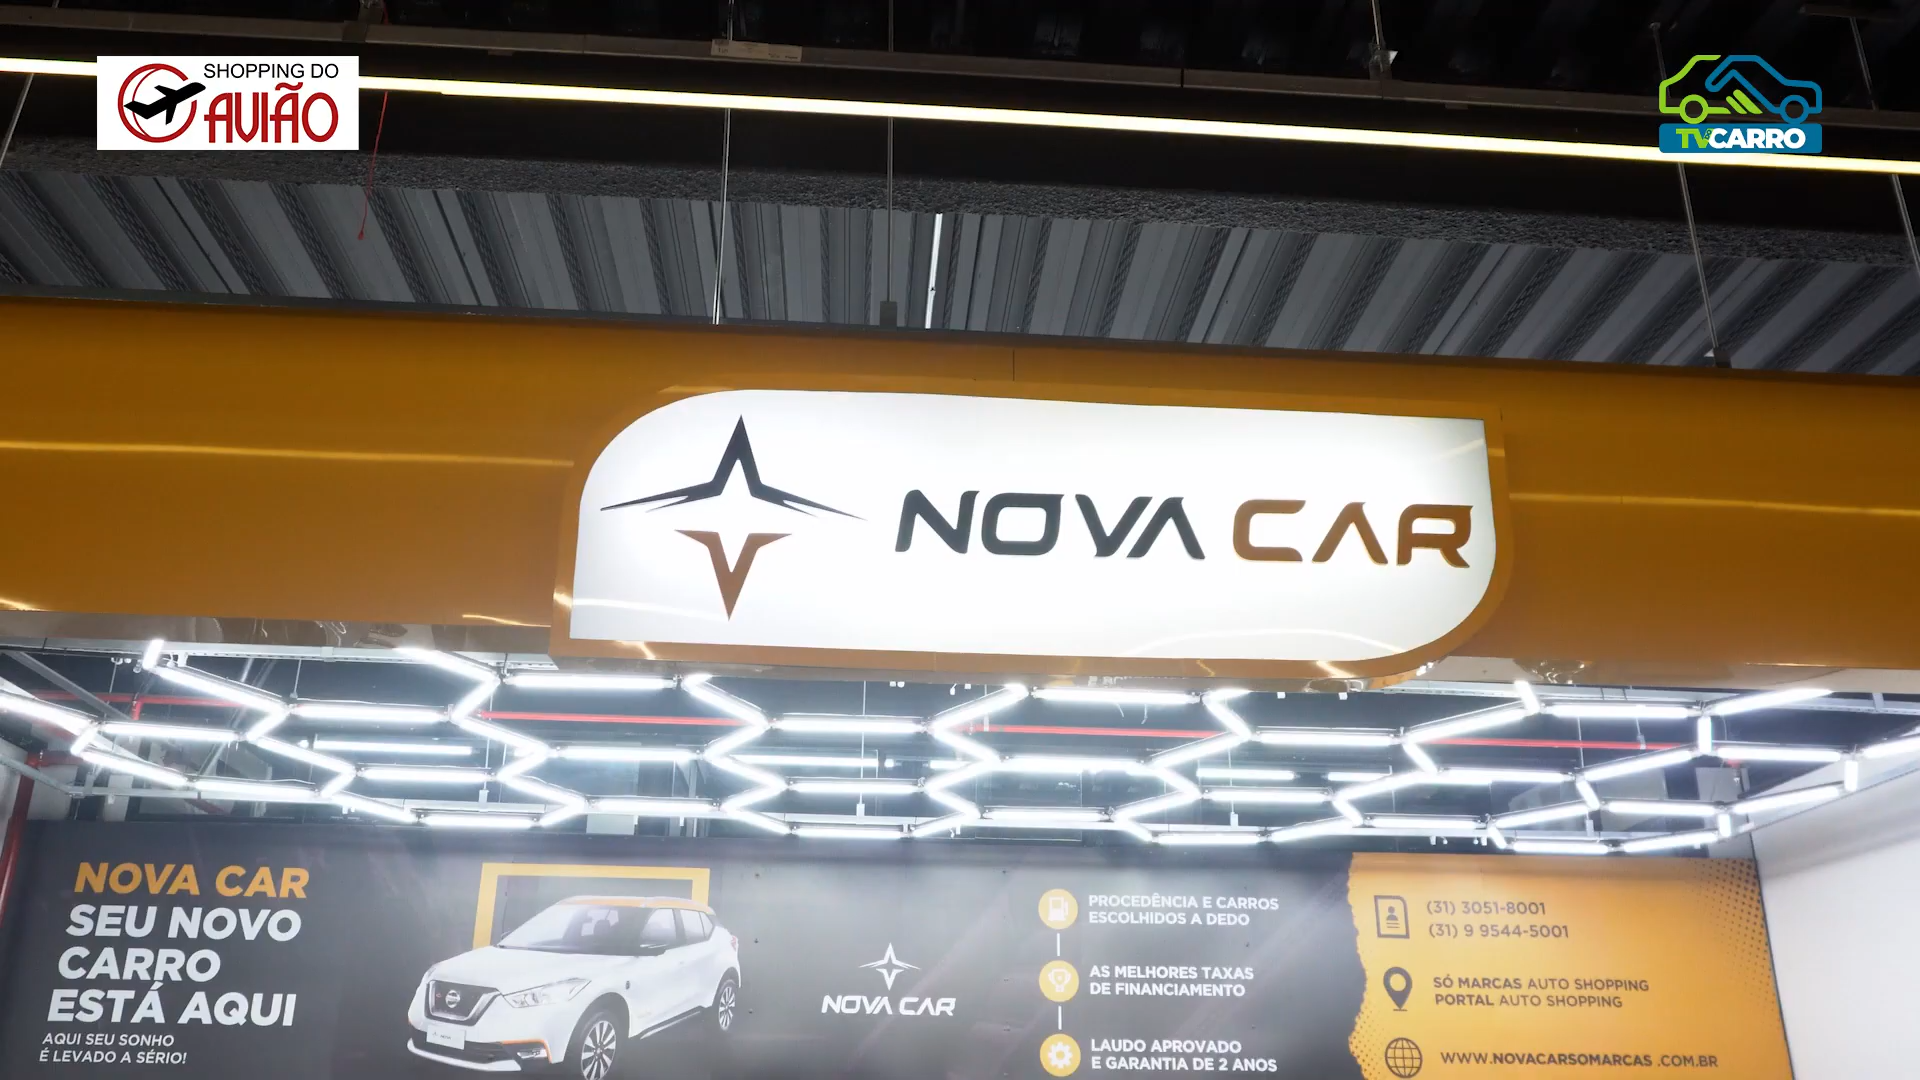 SHOPPING DO
AVIÃO
TV CARRO
NOVA CAR
NOVA CAR
SEU NOVO
CARRO
ESTÁ AQUI
AQUI SEU SONHO
É LEVADO A SÉRIO!
NOVA CAR
PROCEDÊNCIA E CARROS
ESCOLHIDOS A DEDO
AS MELHORES TAXAS
DE FINANCIAMENTO
LAUDO APROVADO
E GARANTIA DE 2 ANOS
(31) 3051-8001
(31) 9 9544-5001
SÓ MARCAS AUTO SHOPPING
PORTAL AUTO SHOPPING
WWW.NOVACARSOMARCAS.COM.BR